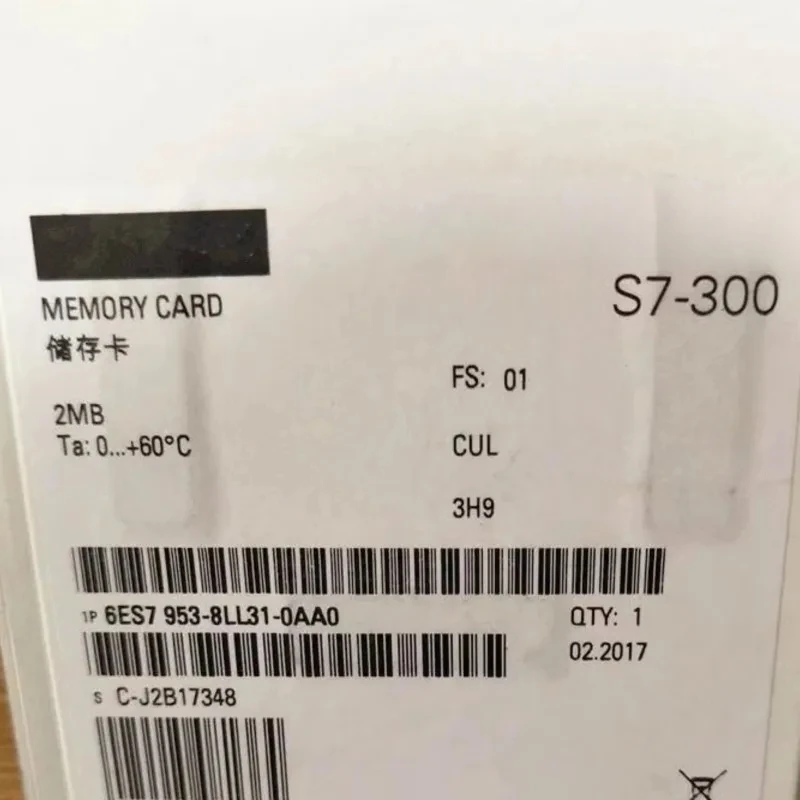 MEMORY CARD
S7-300
储存卡
FS: 01
2MB
Ta: 0...+60°C
CUL
3H9
1P 6ES7 953-8LL31-0AA0
QTY: 1
02.2017
S C-J2B17348